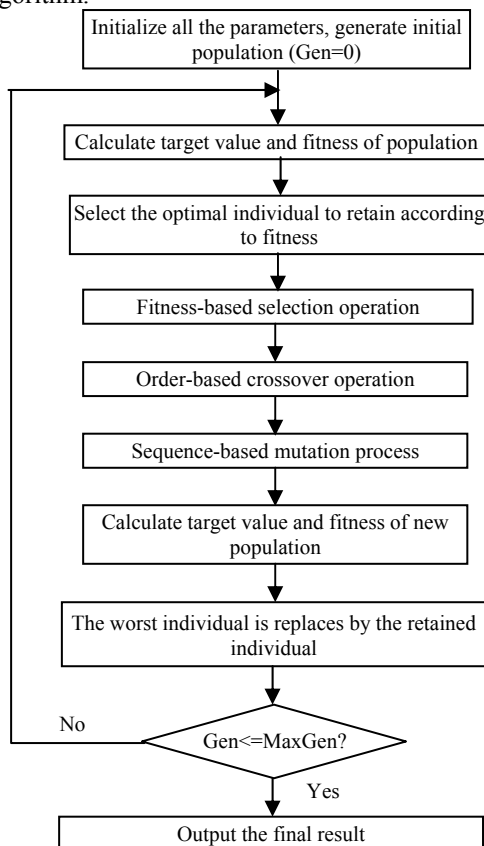 gorithm.
Initialize all the parameters, generate initial
population (Gen=0)
Calculate target value and fitness of population
Select the optimal individual to retain according
to fitness
Fitness-based selection operation
Order-based crossover operation
Sequence-based mutation process
Calculate target value and fitness of new
population
The worst individual is replaces by the retained
individual
No
Gen<=MaxGen?
Yes
Output the final result